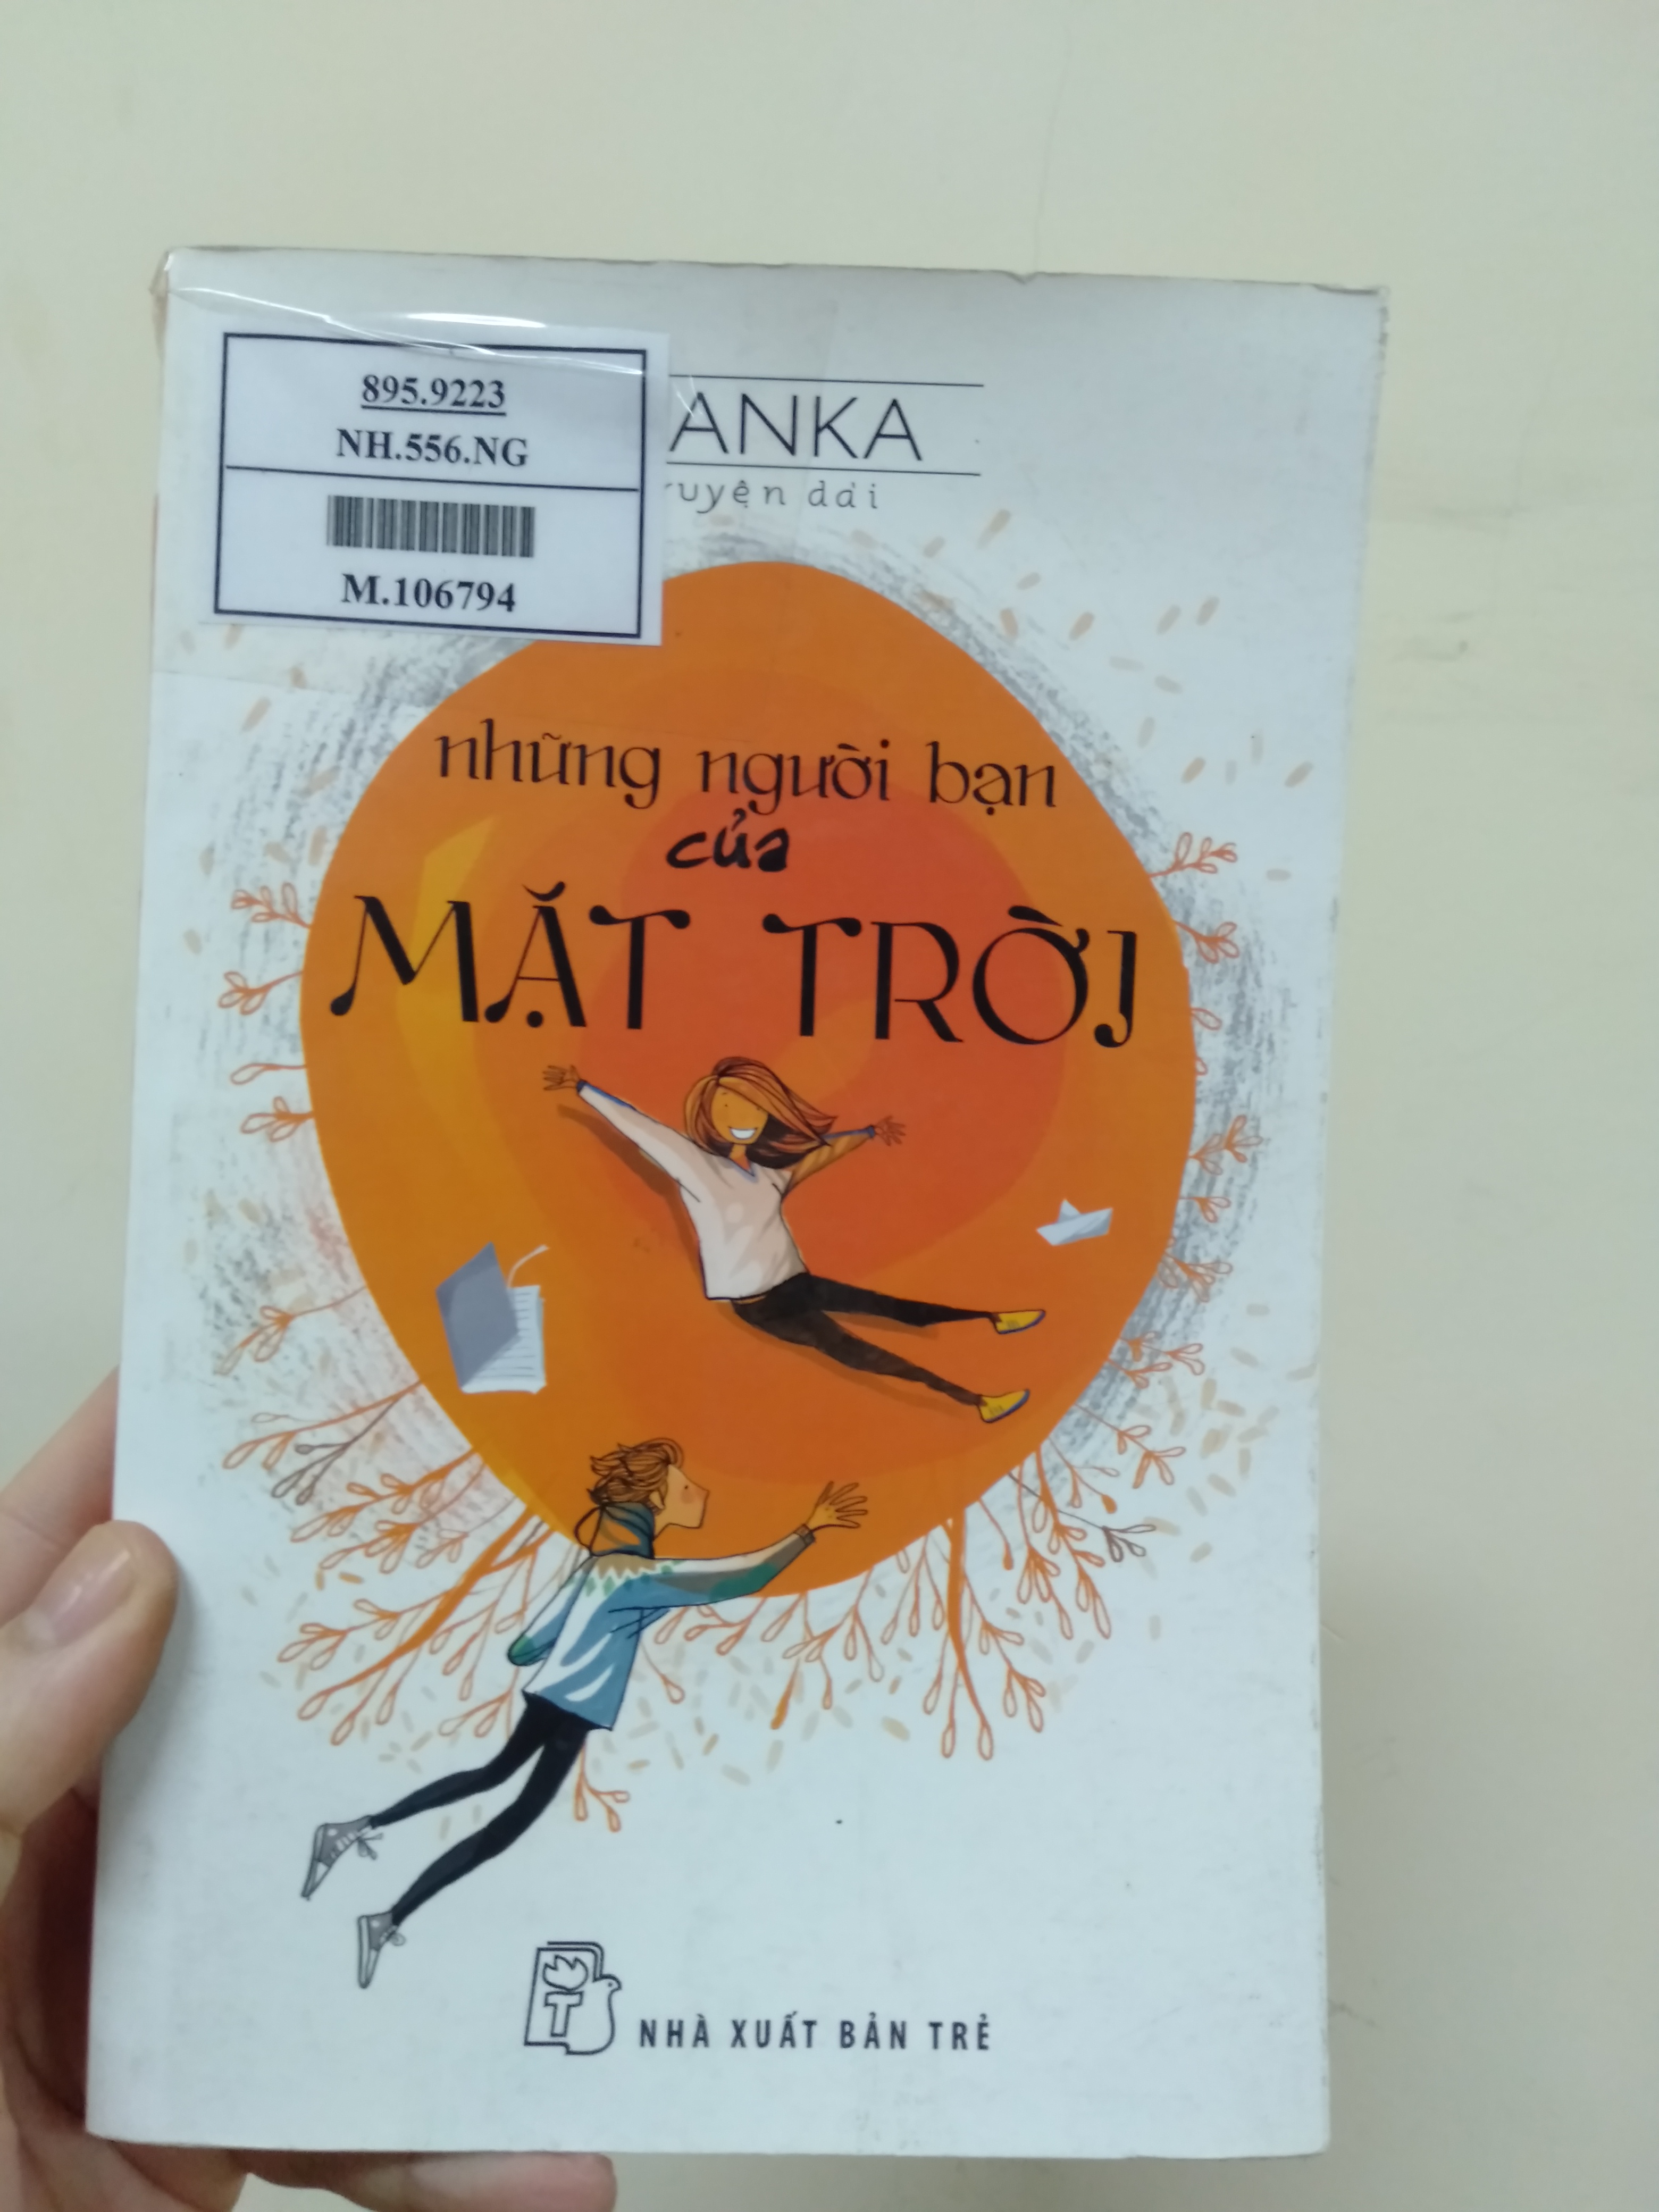 895.9223
NH.556.NG
M.106794
ANKA
ruyện dài
những người bạn
của
MẶT TRỜI
T
NHÀ XUẤT BẢN TRẺ